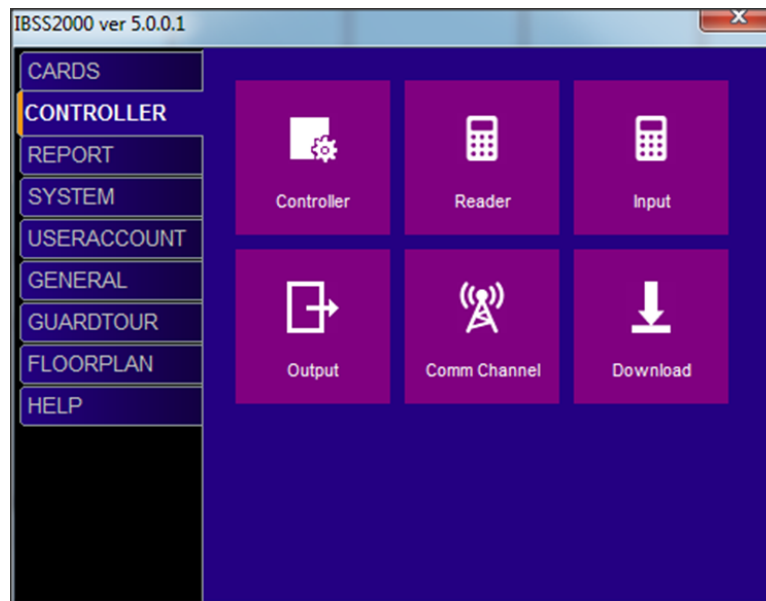 IBSS2000 ver 5.0.0.1
CARDS
CONTROLLER
REPORT
SYSTEM
USERACCOUNT
GENERAL
GUARDTOUR
FLOORPLAN
HELP
Controller
Reader
Input
Output
Comm Channel
Download